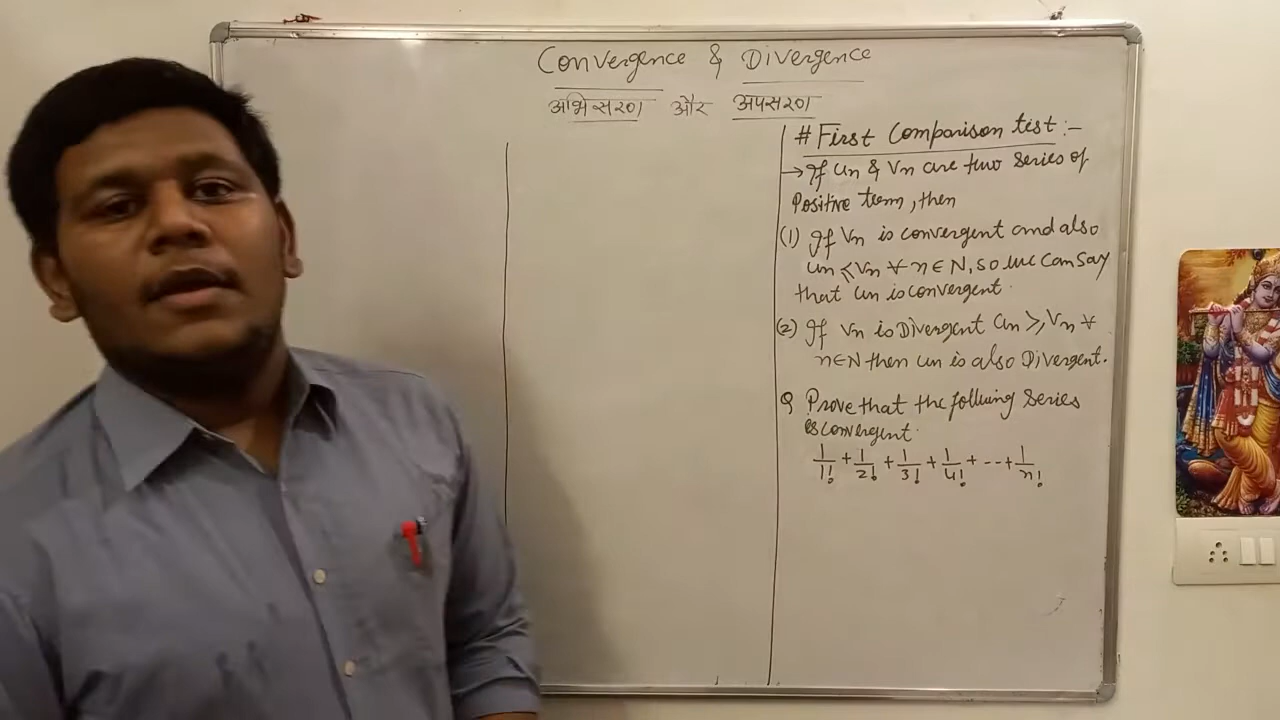 Convergence & Divergence
अभिसरण और अपसरण
# First Comparison test :-
→ If un & Vn are two series of
Positive term, then
(1) If Vn is convergent and also
un ≤ Vn ∀ n ∈ N, so we can say
that un is convergent.
(2) If Vn is Divergent un ≥ Vn ∀
n∈N then un is also Divergent.
Q Prove that the following series
is convergent.
1/1! + 1/2! + 1/3! + 1/4! + --- + 1/n!